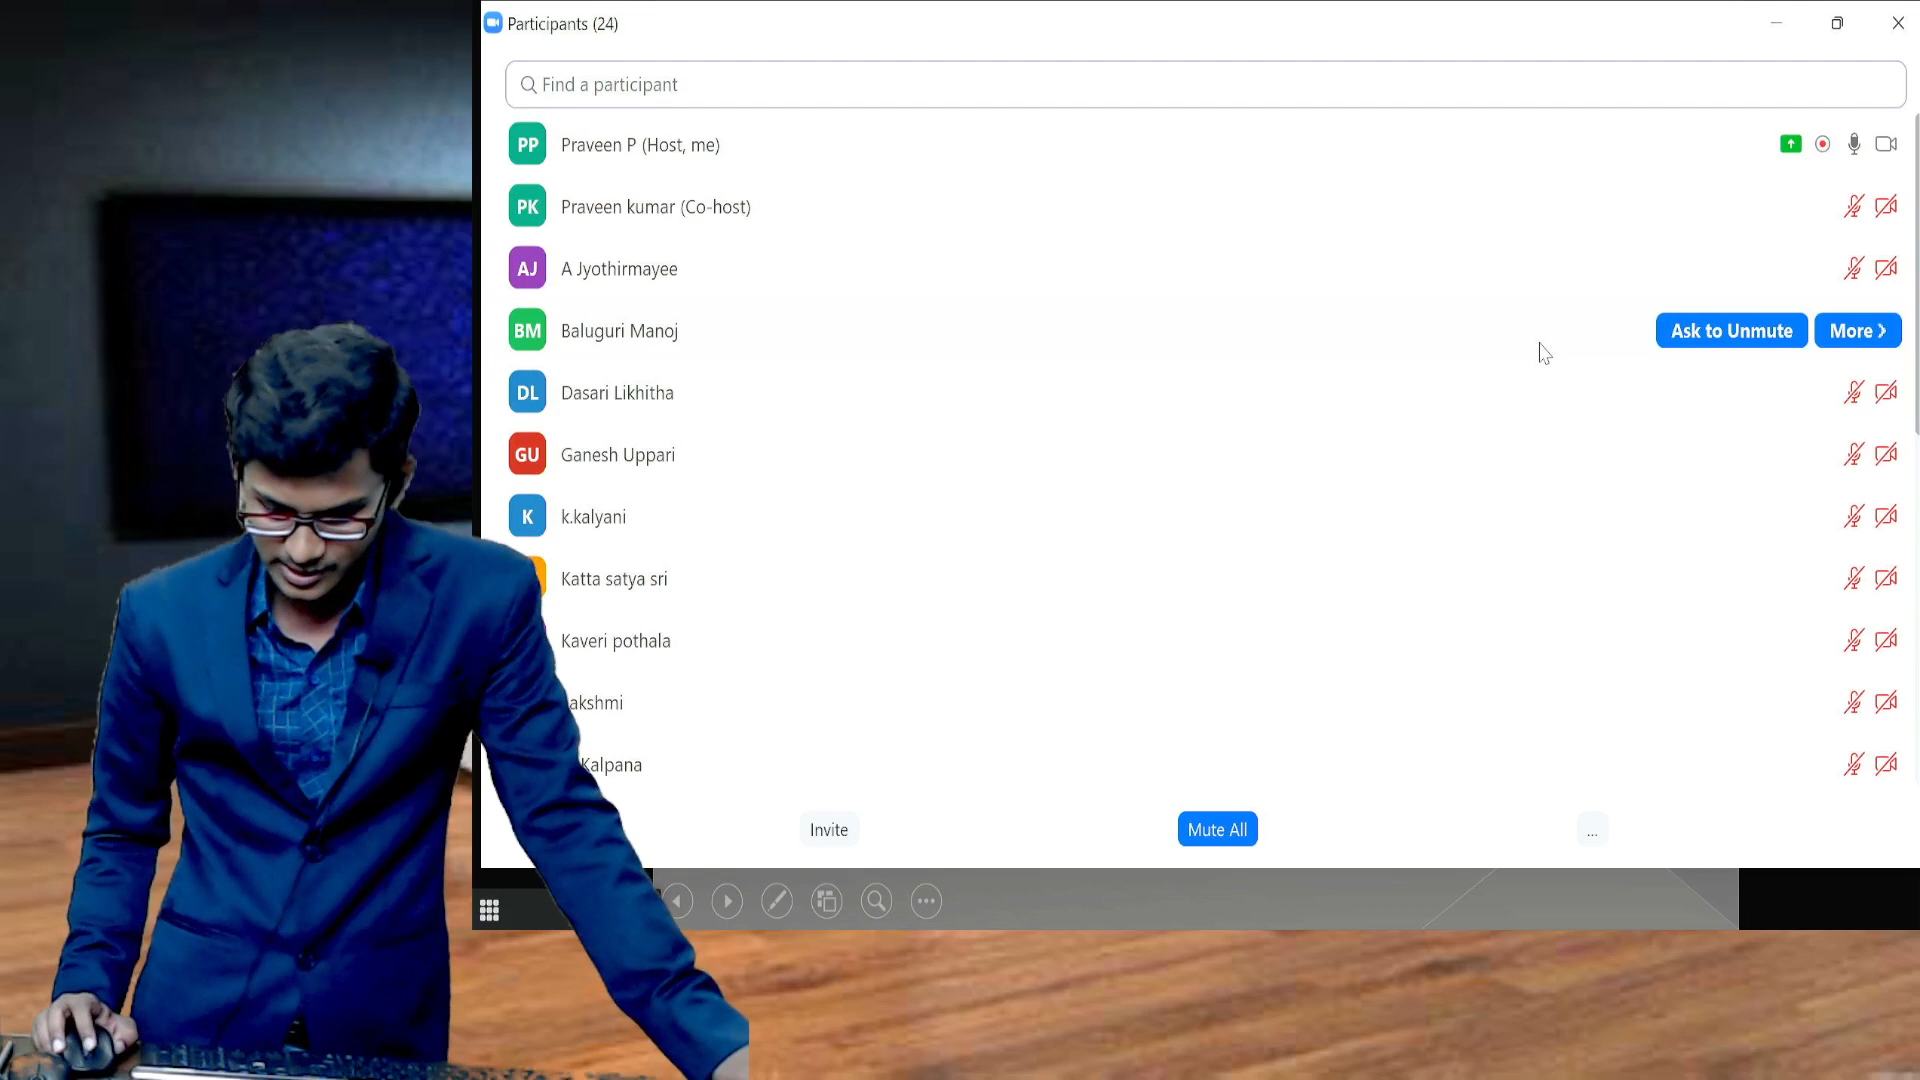 Participants (24)
Find a participant
PP Praveen P (Host, me)
PK Praveen kumar (Co-host)
AJ A Jyothirmayee
BM Baluguri Manoj Ask to Unmute More
DL Dasari Likhitha
GU Ganesh Uppari
K k.kalyani
Katta satya sri
Kaveri pothala
akshmi
Kalpana
Invite Mute All ...